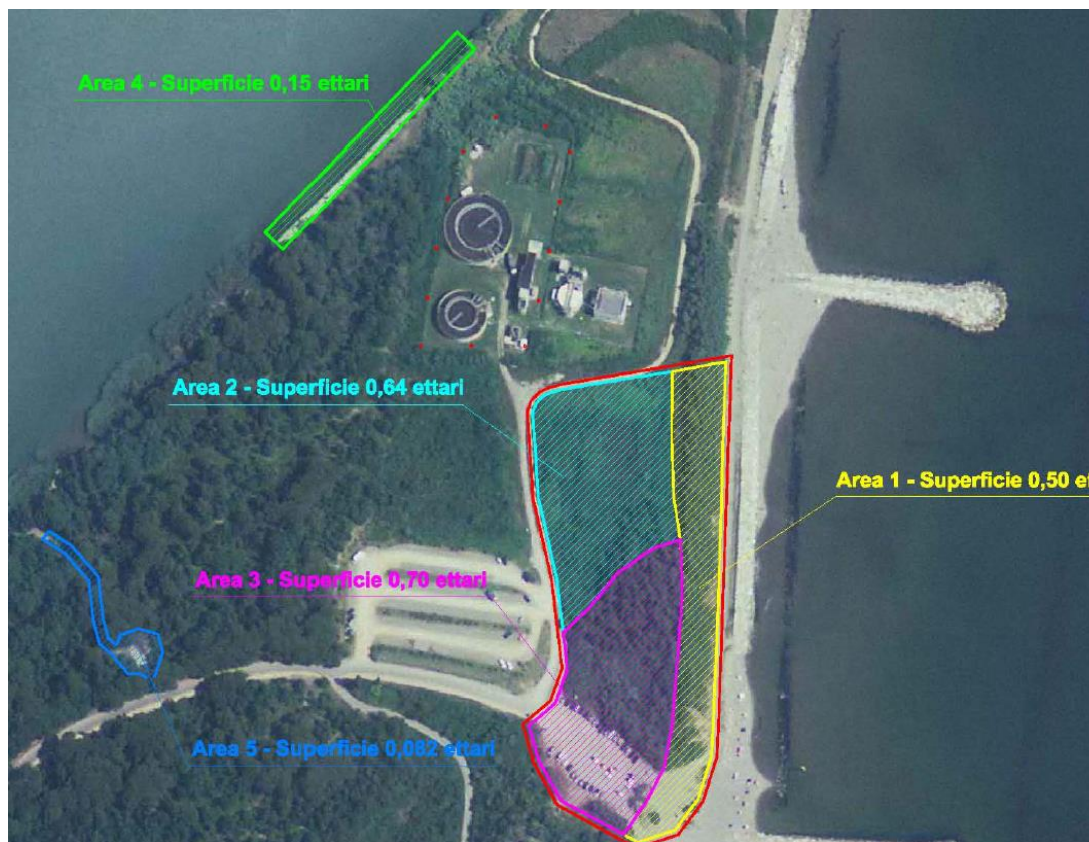 Area 4 - Superficie 0,15 ettari
Area 2 - Superficie 0,64 ettari
Area 1 - Superficie 0,50 et
Area 3 - Superficie 0,70 ettari
Area 5 - Superficie 0,082 ettari